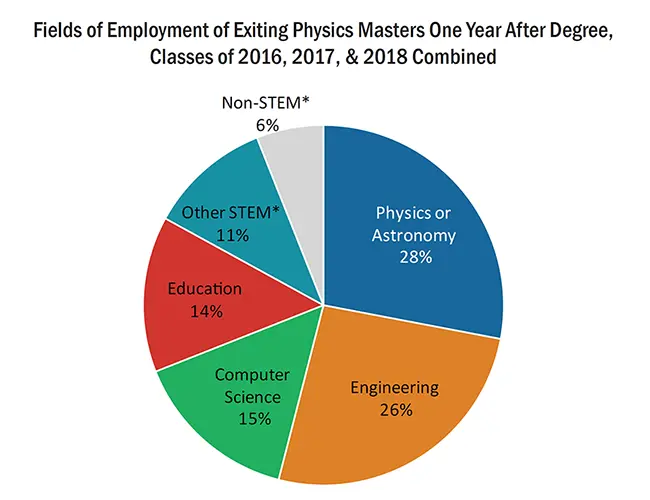 Fields of Employment of Exiting Physics Masters One Year After Degree,
Classes of 2016, 2017, & 2018 Combined
Non-STEM*
6%
Physics or
Astronomy
28%
Other STEM*
11%
Education
14%
Computer
Science
15%
Engineering
26%